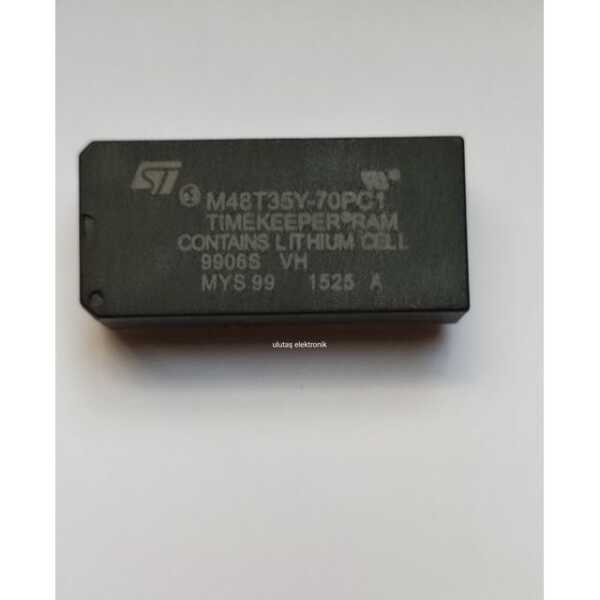 ST
M48T35Y-70PC1
TIMEKEEPER®RAM
CONTAINS LITHIUM CELL
9906S VH
MYS 99 1525 A
ulutaş elektronik